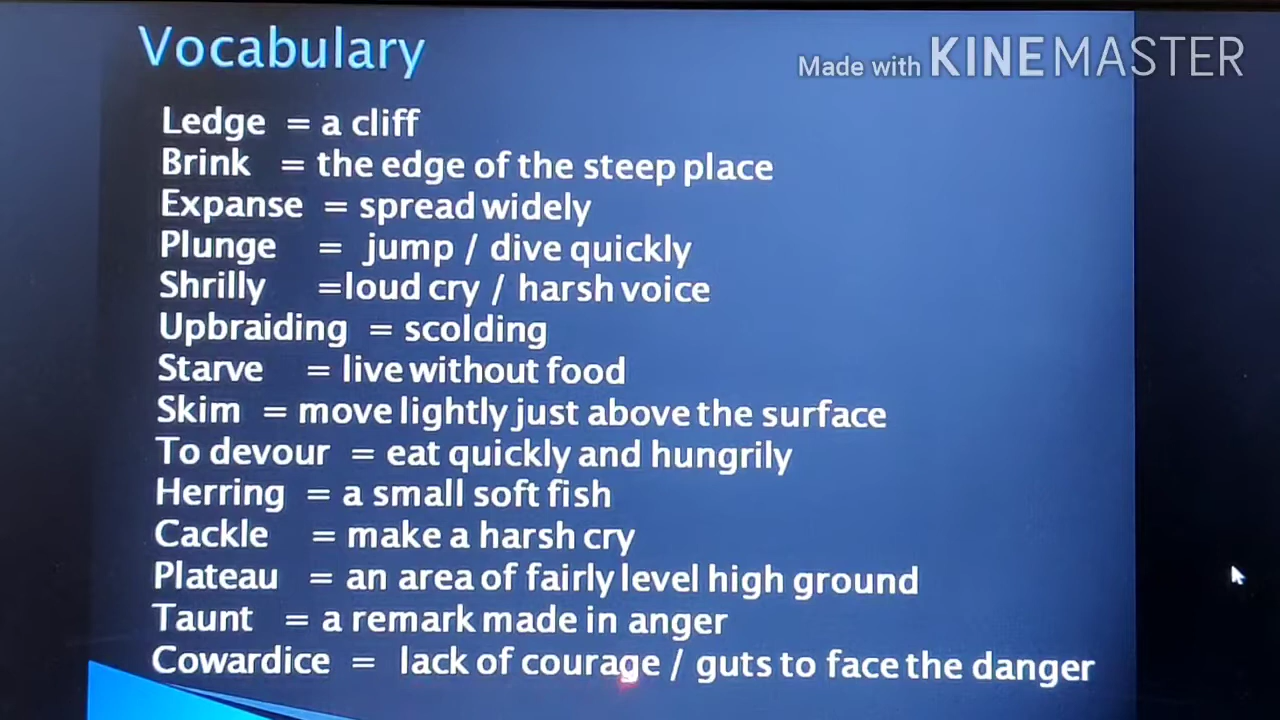 Vocabulary
Made with KINEMASTER
Ledge = a cliff
Brink = the edge of the steep place
Expanse = spread widely
Plunge = jump / dive quickly
Shrilly =loud cry / harsh voice
Upbraiding = scolding
Starve = live without food
Skim = move lightly just above the surface
To devour = eat quickly and hungrily
Herring = a small soft fish
Cackle = make a harsh cry
Plateau = an area of fairly level high ground
Taunt = a remark made in anger
Cowardice = lack of courage / guts to face the danger